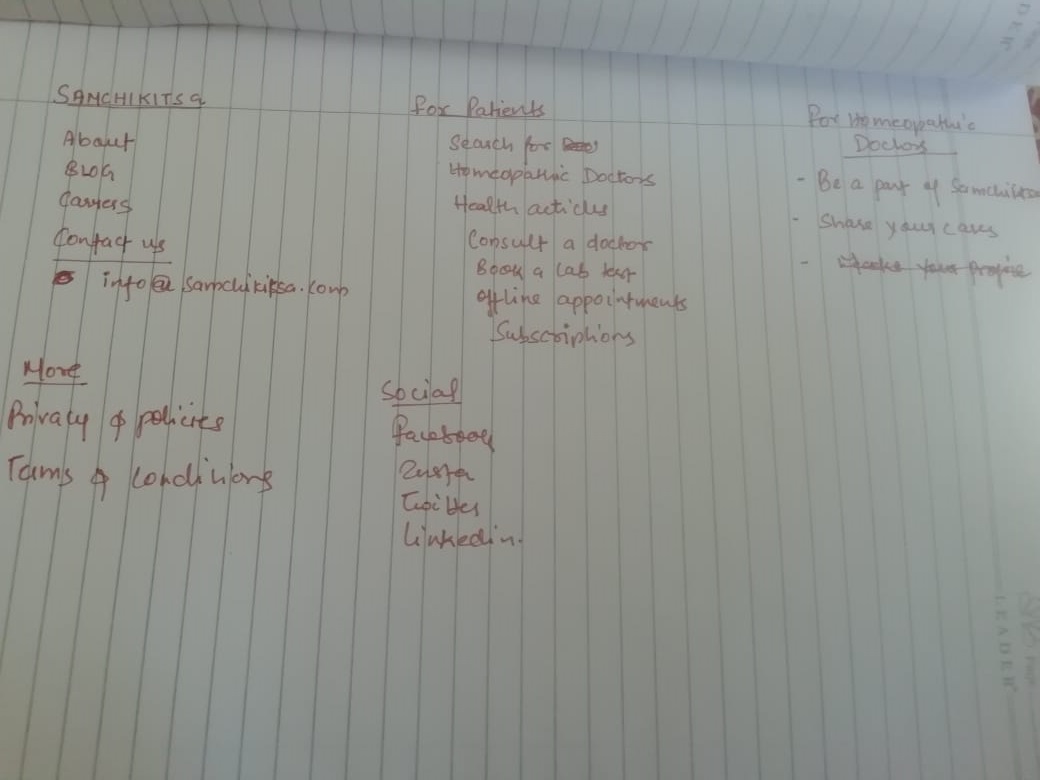 SAMCHIKITSA
About
BLOG
Carrers
Contact us
info@samchikitsa.com
For Patients
Search for
Homeopathic Doctors
Health articles
Consult a doctor
Book a Lab test
offline appointments
Subscriptions
For Homeopathic
Doctors
- Be a part of Samchikitsa
- Share your cases
- your profile
More
Privacy & policies
Terms & conditions
Social
Facebook
Insta
Twitter
Linkedin.
LEADER